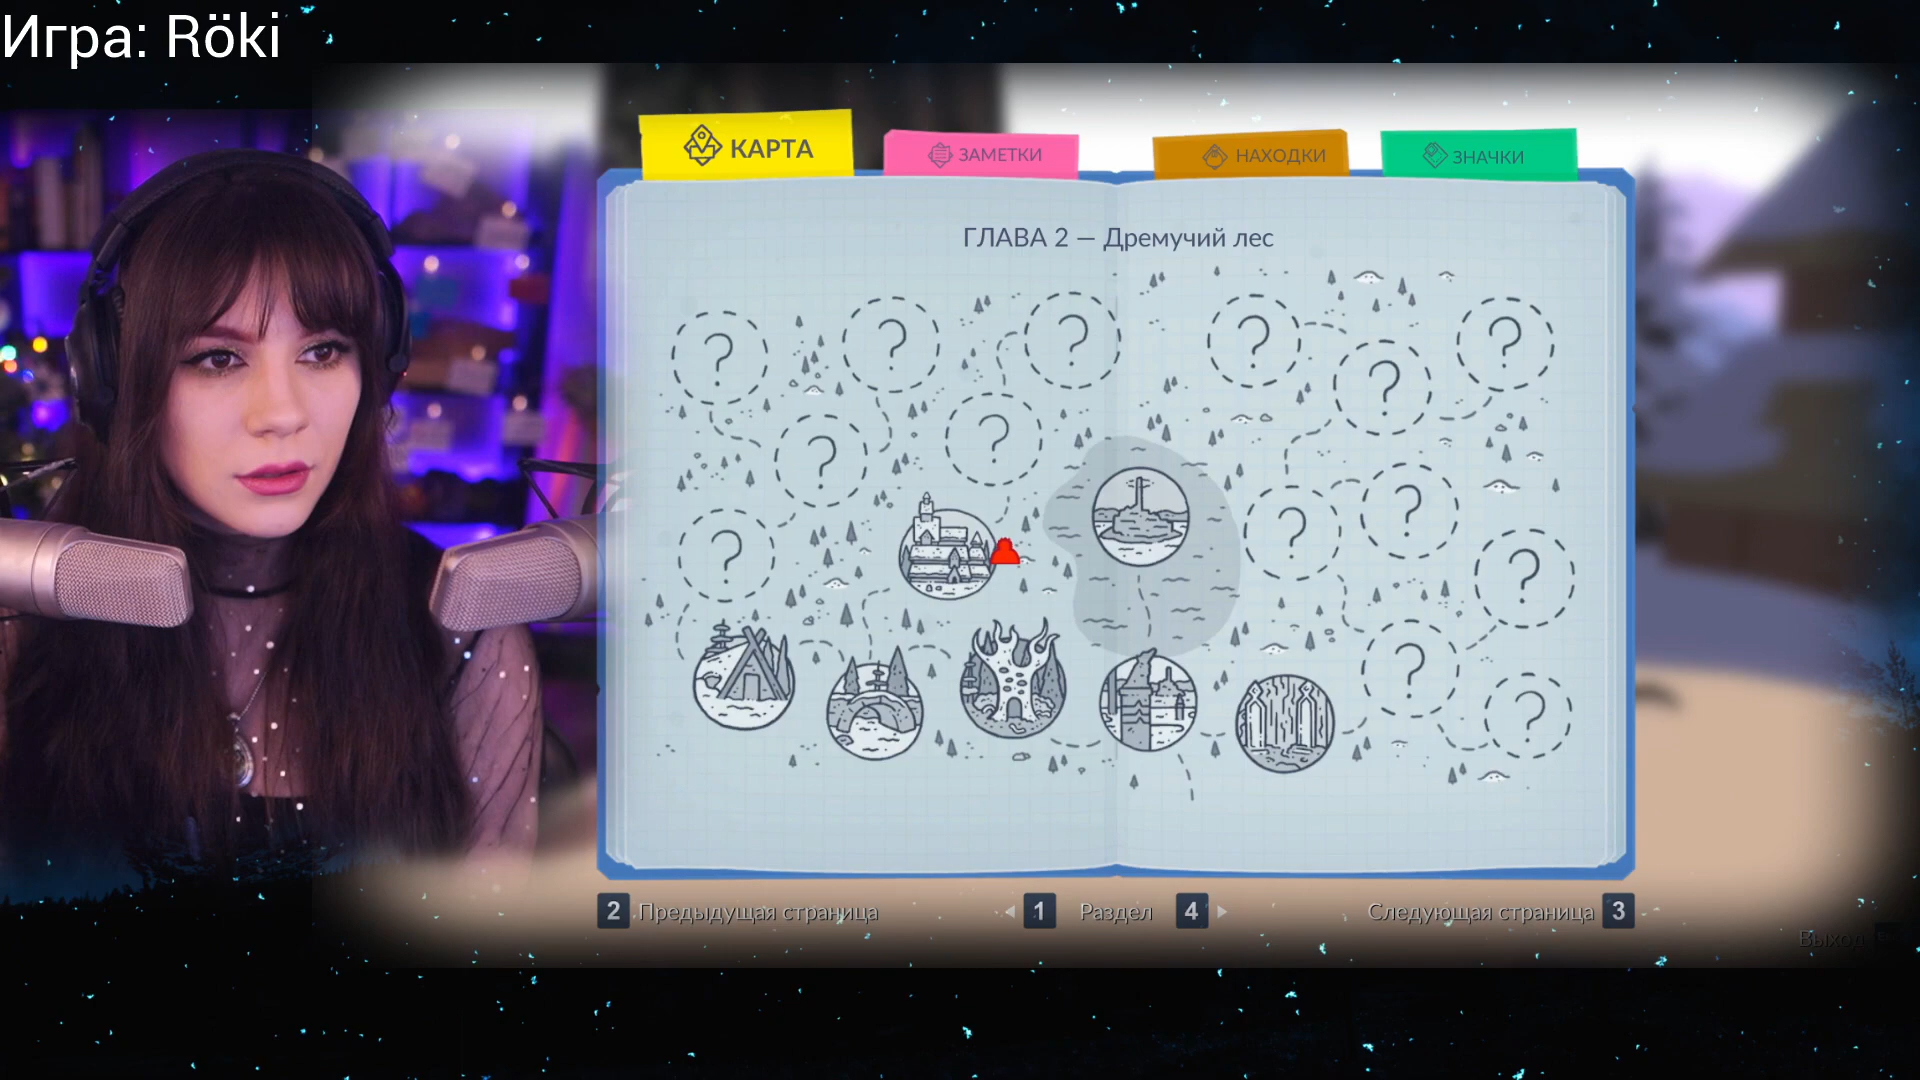 Игра: Röki
КАРТА
ЗАМЕТКИ
НАХОДКИ
ЗНАЧКИ
ГЛАВА 2 — Дремучий лес
? ? ? ? ? ? ? ? ? ? ? ? ? ? ?
2 Предыдущая страница
1 Раздел 4
Следующая страница 3
Выход